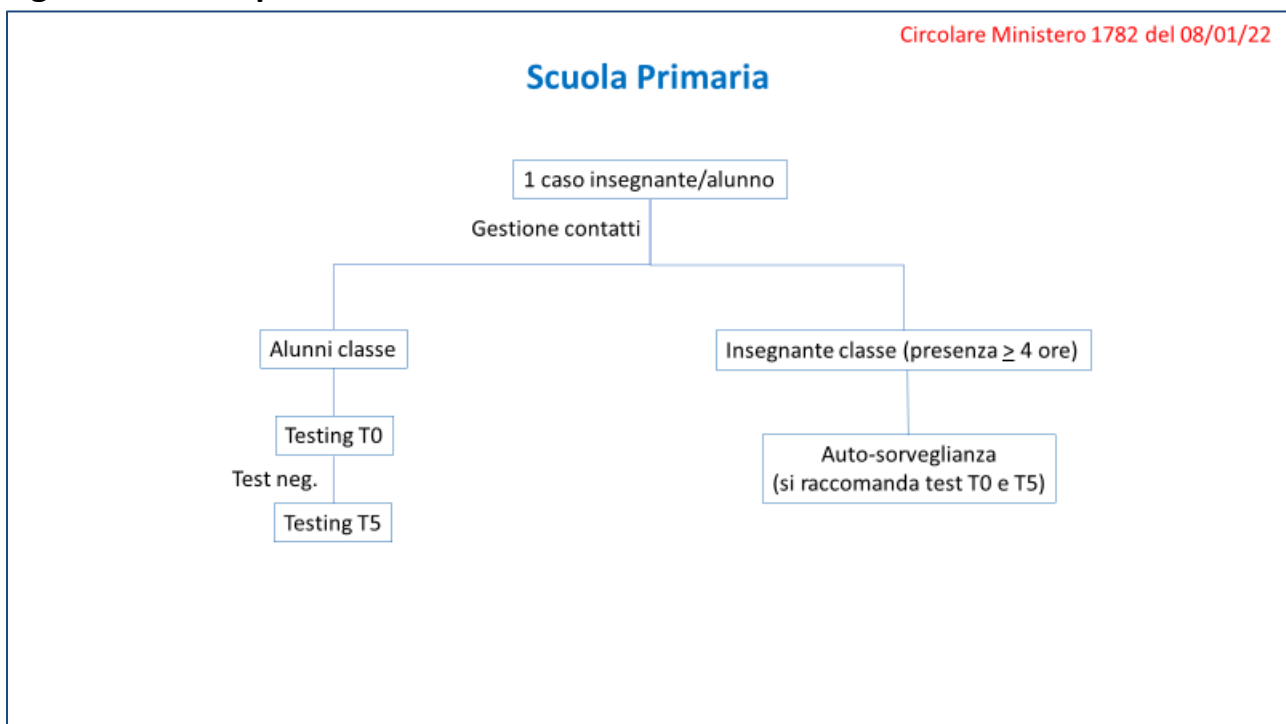 Circolare Ministero 1782 del 08/01/22
Scuola Primaria
1 caso insegnante/alunno
Gestione contatti
Alunni classe
Insegnante classe (presenza ≥ 4 ore)
Testing T0
Test neg.
Testing T5
Auto-sorveglianza
(si raccomanda test T0 e T5)